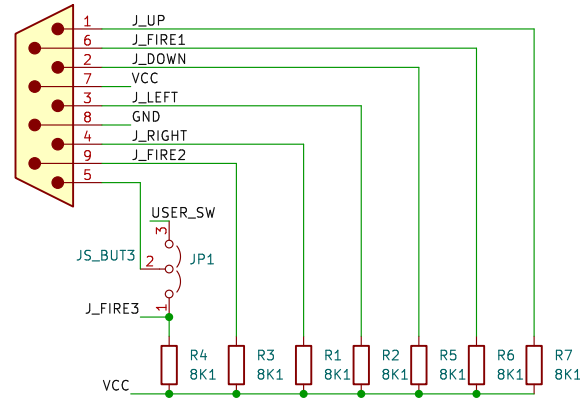 1 J_UP
6 J_FIRE1
2 J_DOWN
7 VCC
3 J_LEFT
8 GND
4 J_RIGHT
9 J_FIRE2
5
USER_SW
3
JS_BUT3 2 JP1
1
J_FIRE3
R4 R3 R1 R2 R5 R6 R7
8K1 8K1 8K1 8K1 8K1 8K1 8K1
VCC